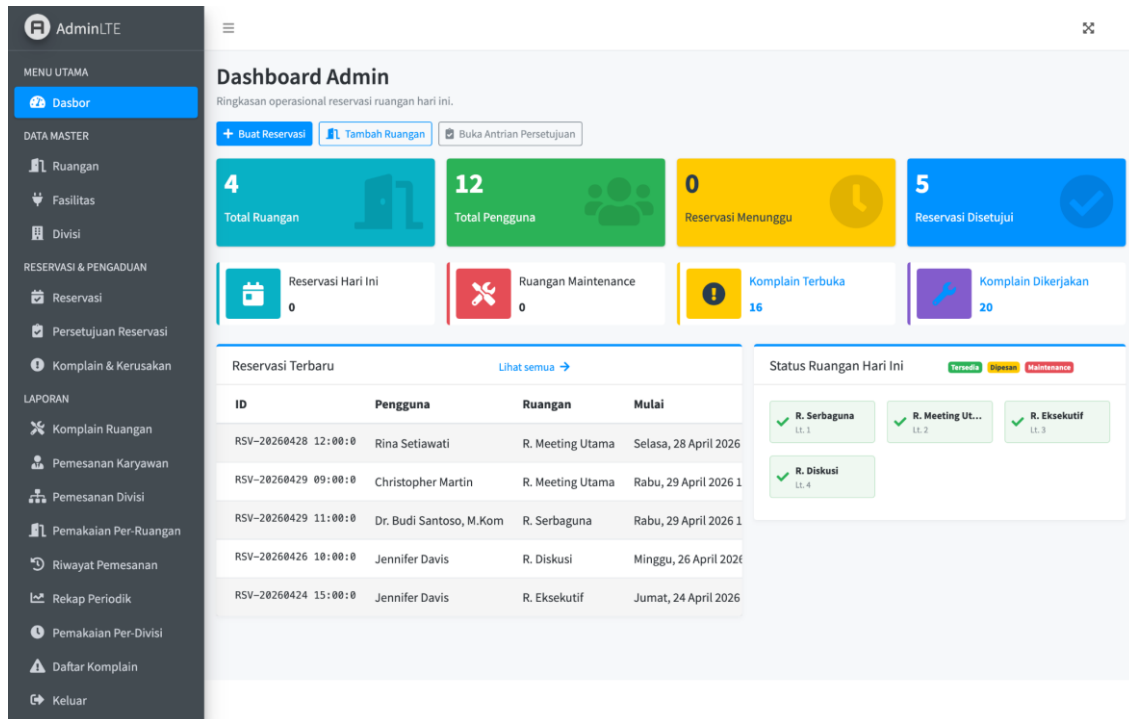 AdminLTE
MENU UTAMA
Dasbor
DATA MASTER
Ruangan
Fasilitas
Divisi
RESERVASI & PENGADUAN
Reservasi
Persetujuan Reservasi
Komplain & Kerusakan
LAPORAN
Komplain Ruangan
Pemesanan Karyawan
Pemesanan Divisi
Pemakaian Per-Ruangan
Riwayat Pemesanan
Rekap Periodik
Pemakaian Per-Divisi
Daftar Komplain
Keluar
Dashboard Admin
Ringkasan operasional reservasi ruangan hari ini.
+ Buat Reservasi Tambah Ruangan Buka Antrian Persetujuan
4
Total Ruangan
12
Total Pengguna
0
Reservasi Menunggu
5
Reservasi Disetujui
Reservasi Hari Ini
0
Ruangan Maintenance
0
Komplain Terbuka
16
Komplain Dikerjakan
20
Reservasi Terbaru Lihat semua →
ID Pengguna Ruangan Mulai
RSV-20260428 12:00:0 Rina Setiawati R. Meeting Utama Selasa, 28 April 2026
RSV-20260429 09:00:0 Christopher Martin R. Meeting Utama Rabu, 29 April 2026 1
RSV-20260429 11:00:0 Dr. Budi Santoso, M.Kom R. Serbaguna Rabu, 29 April 2026 1
RSV-20260426 10:00:0 Jennifer Davis R. Diskusi Minggu, 26 April 2026
RSV-20260424 15:00:0 Jennifer Davis R. Eksekutif Jumat, 24 April 2026
Status Ruangan Hari Ini Tersedia Dipesan Maintenance
R. Serbaguna
Lt. 1
R. Meeting Ut...
Lt. 2
R. Eksekutif
Lt. 3
R. Diskusi
Lt. 4